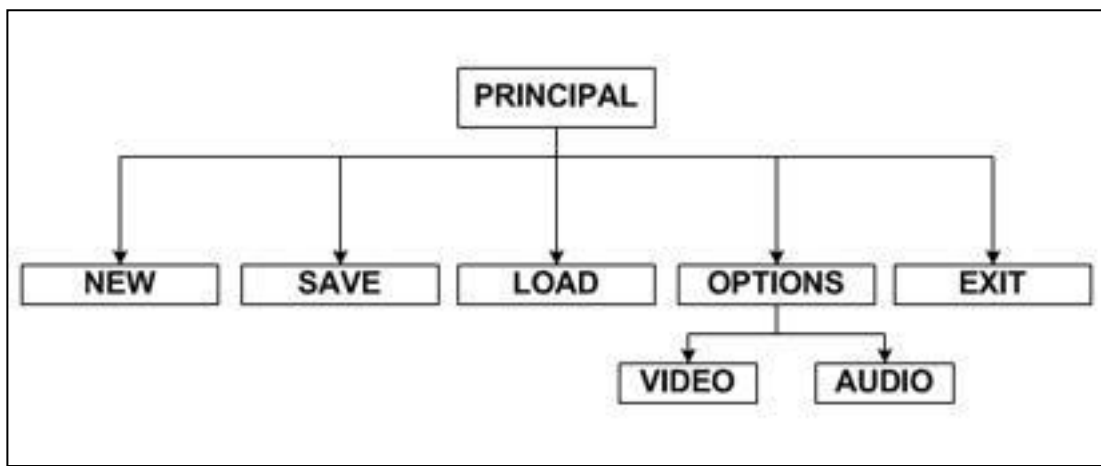 PRINCIPAL
NEW
SAVE
LOAD
OPTIONS
EXIT
VIDEO
AUDIO